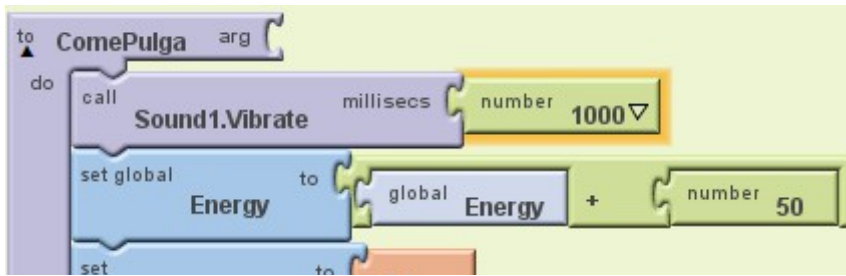 to ComePulga arg
do
call Sound1.Vibrate millisecs number 1000
set global Energy to global Energy + number 50
set to